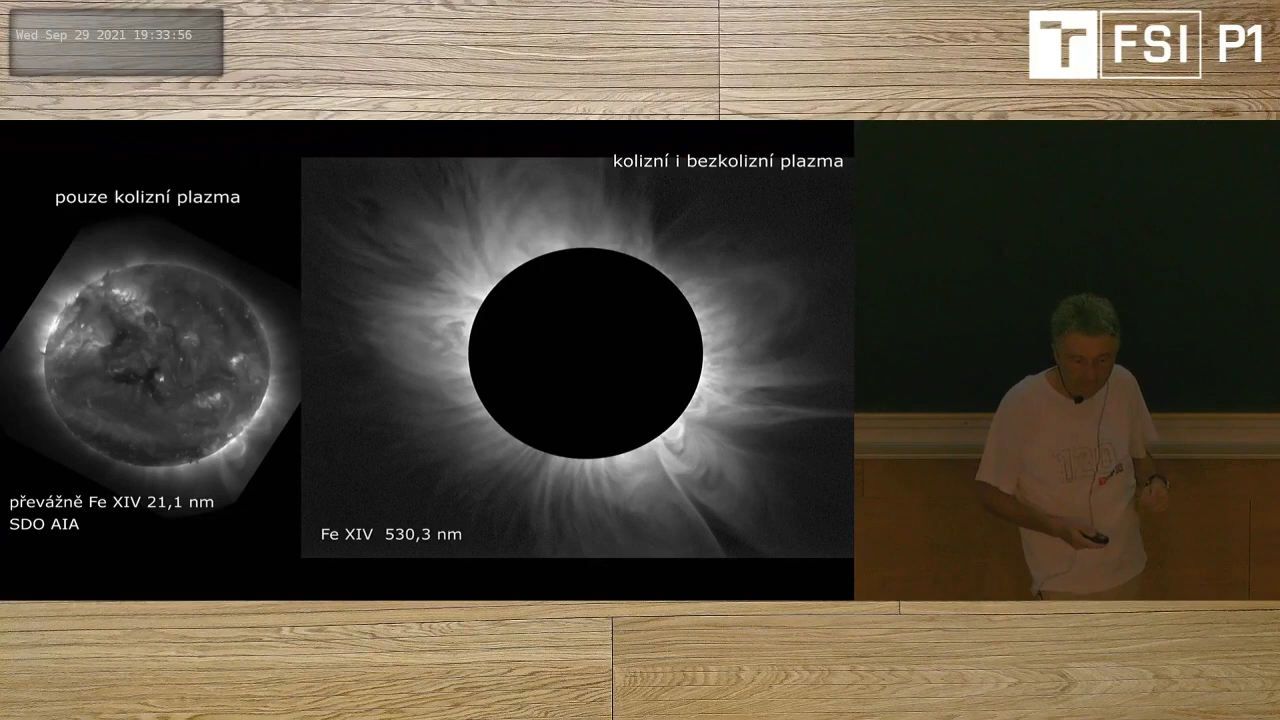 Wed Sep 29 2021 19:33:56
T FSI P1
pouze kolizní plazma
kolizní i bezkolizní plazma
převážně Fe XIV 21,1 nm
SDO AIA
Fe XIV  530,3 nm
120